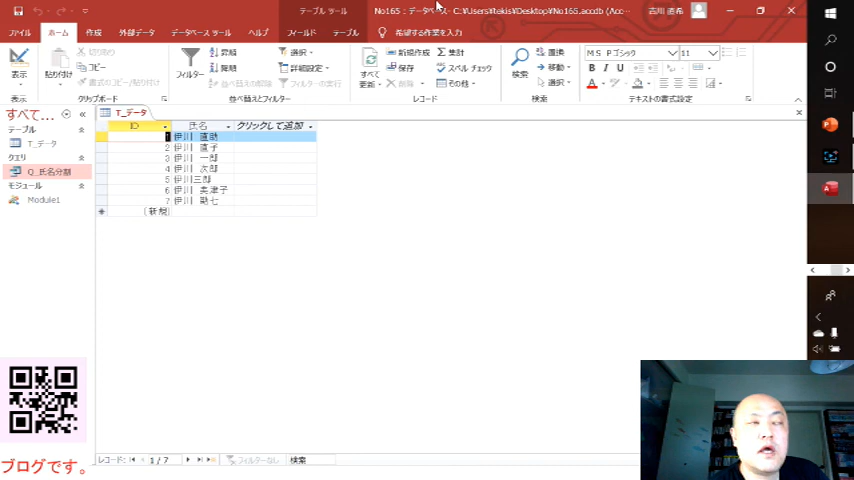 テーブル ツール
No165 : データベース- C:¥Users¥tekis¥Desktop¥No165.accdb (Acc...
吉川 直希
ファイル ホーム 作成 外部データ データベース ツール ヘルプ フィールド テーブル 希望する作業を入力
表示
表示
貼り付け
切り取り
コピー
書式のコピー/貼り付け
クリップボード
フィルター
昇順
降順
並べ替えの解除
選択
詳細設定
フィルターの実行
並べ替えとフィルター
すべて
更新
新規作成
保存
削除
集計
スペル チェック
その他
レコード
検索
置換
移動
選択
検索
MS Pゴシック 11
B I U
テキストの書式設定
すべて...
テーブル
T_データ
クエリ
Q_氏名分割
モジュール
Module1
T_データ
ID 氏名 クリックして追加
1 伊川 直助
2 伊川 直子
3 伊川 一郎
4 伊川 次郎
5 伊川三郎
6 伊川 美津子
7 伊川 助七
(新規)
レコード: 1 / 7 フィルターなし 検索
ブログです。